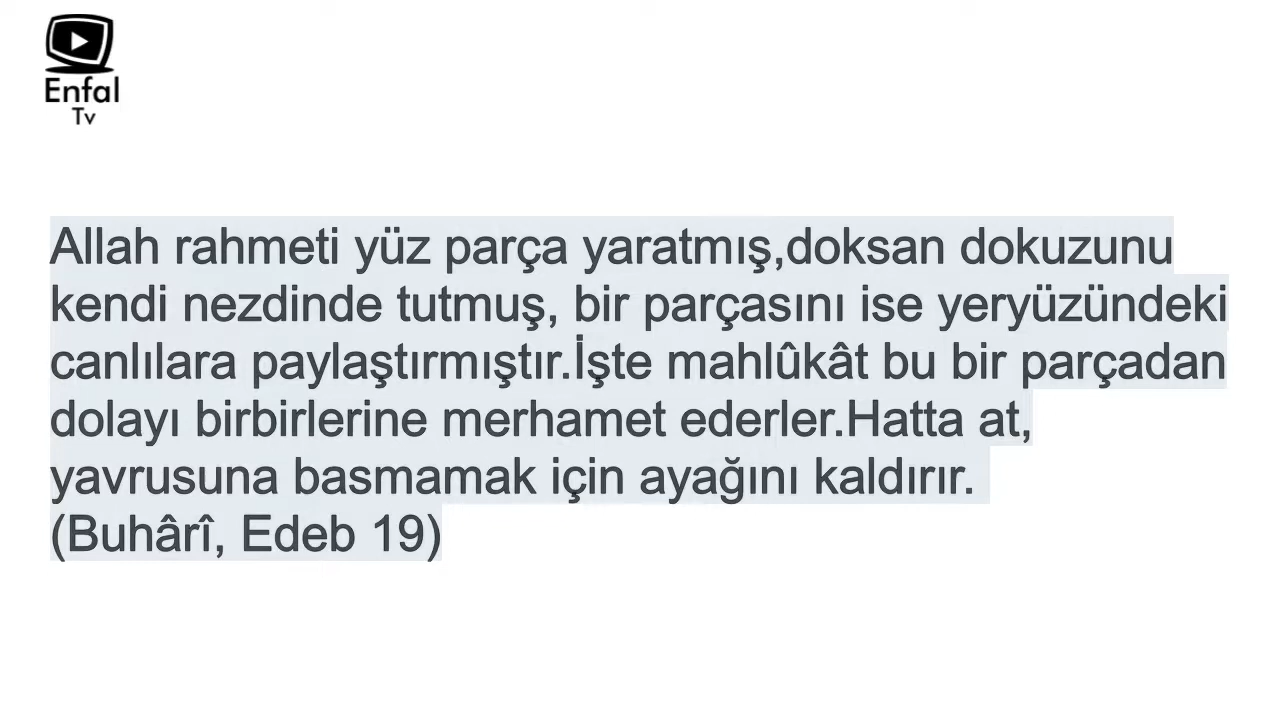 Enfal
Tv
Allah rahmeti yüz parça yaratmış,doksan dokuzunu
kendi nezdinde tutmuş, bir parçasını ise yeryüzündeki
canlılara paylaştırmıştır.İşte mahlûkât bu bir parçadan
dolayı birbirlerine merhamet ederler.Hatta at,
yavrusuna basmamak için ayağını kaldırır.
(Buhârî, Edeb 19)